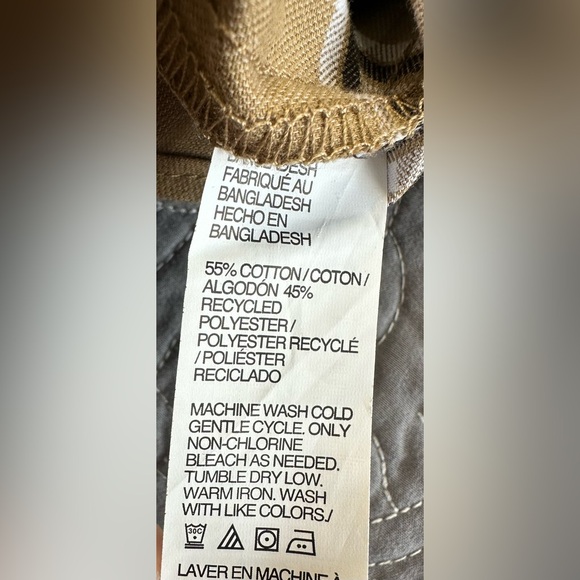 BANGLADESH
FABRIQUÉ AU
BANGLADESH
HECHO EN
BANGLADESH
55% COTTON/COTON/
ALGODÓN 45%
RECYCLED
POLYESTER/
POLYESTER RECYCLÉ
/POLIÉSTER
RECICLADO
MACHINE WASH COLD
GENTLE CYCLE. ONLY
NON-CHLORINE
BLEACH AS NEEDED.
TUMBLE DRY LOW.
WARM IRON. WASH
WITH LIKE COLORS./
30C
LAVER EN MACHINE À